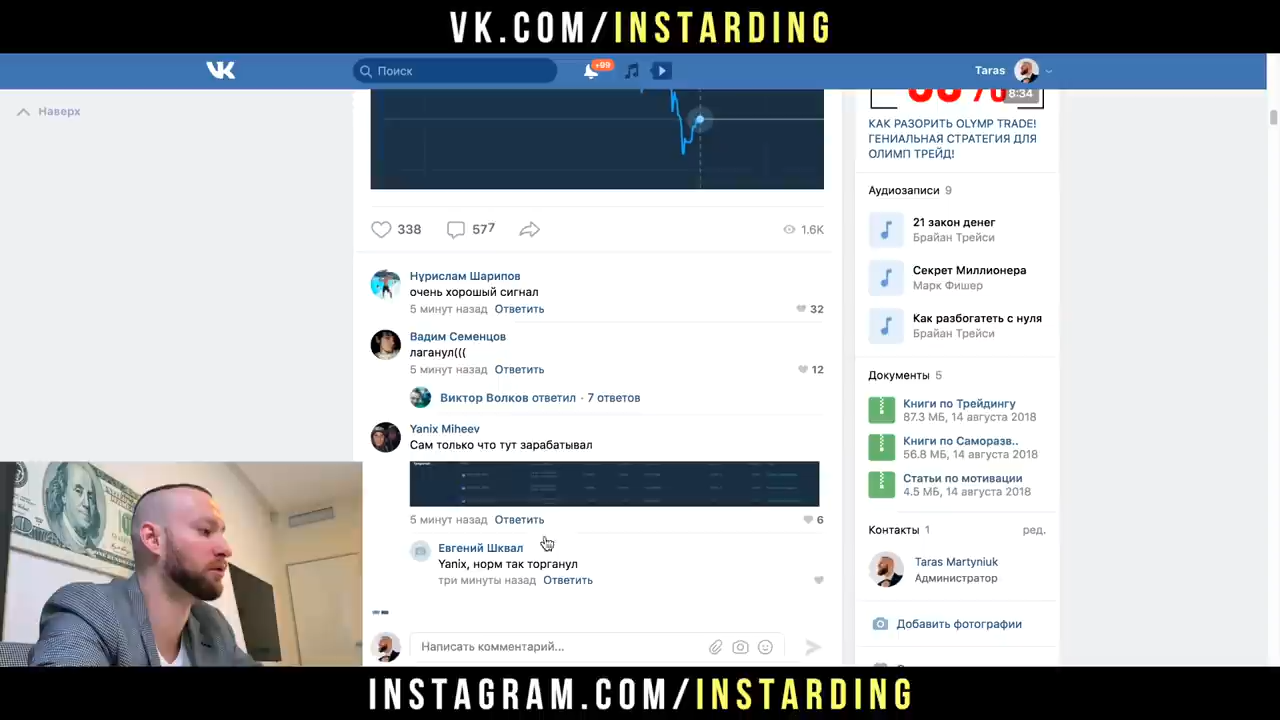 VK.COM/INSTARDING
Поиск
+99
Taras
Наверх
8:34
КАК РАЗОРИТЬ OLYMP TRADE!
ГЕНИАЛЬНАЯ СТРАТЕГИЯ ДЛЯ
ОЛИМП ТРЕЙД!
Аудиозаписи 9
21 закон денег
Брайан Трейси
Секрет Миллионера
Марк Фишер
Как разбогатеть с нуля
Брайан Трейси
Документы 5
Книги по Трейдингу
87.3 МБ, 14 августа 2018
Книги по Саморазв..
56.8 МБ, 14 августа 2018
Статьи по мотивации
4.5 МБ, 14 августа 2018
Контакты 1
ред.
Taras Martyniuk
Администратор
Добавить фотографии
338
577
1.6K
Нұрислам Шарипов
очень хорошый сигнал
5 минут назад Ответить
32
Вадим Семенцов
лаганул(((
5 минут назад Ответить
12
Виктор Волков ответил · 7 ответов
Yanix Miheev
Сам только что тут зарабатывал
5 минут назад Ответить
6
Евгений Шквал
Yanix, норм так торганул
три минуты назад Ответить
Написать комментарий...
INSTAGRAM.COM/INSTARDING